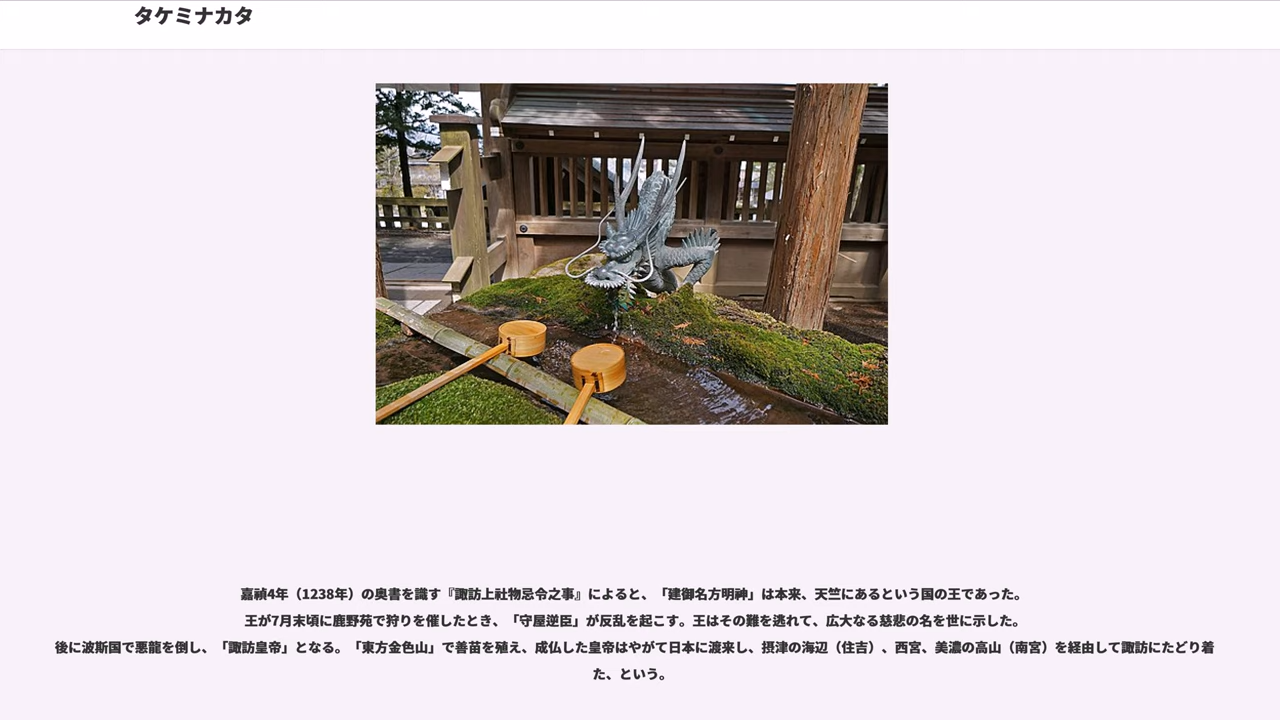 タケミナカタ
嘉禎4年（1238年）の奥書を識す『諏訪上社物忌令之事』によると、「建御名方明神」は本来、天竺にあるという国の王であった。
王が7月末頃に鹿野苑で狩りを催したとき、「守屋逆臣」が反乱を起こす。王はその難を逃れて、広大なる慈悲の名を世に示した。
後に波斯国で悪龍を倒し、「諏訪皇帝」となる。「東方金色山」で善苗を殖え、成仏した皇帝はやがて日本に渡来し、摂津の海辺（住吉）、西宮、美濃の高山（南宮）を経由して諏訪にたどり着
た、という。